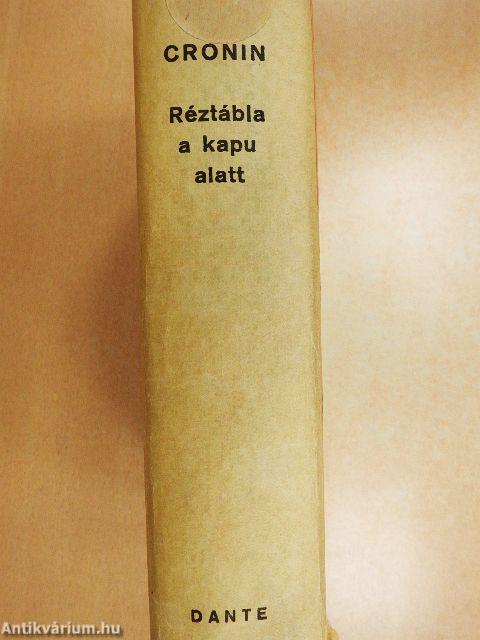 CRONIN
Réztábla
a kapu
alatt
DANTE
Antikvárium.hu